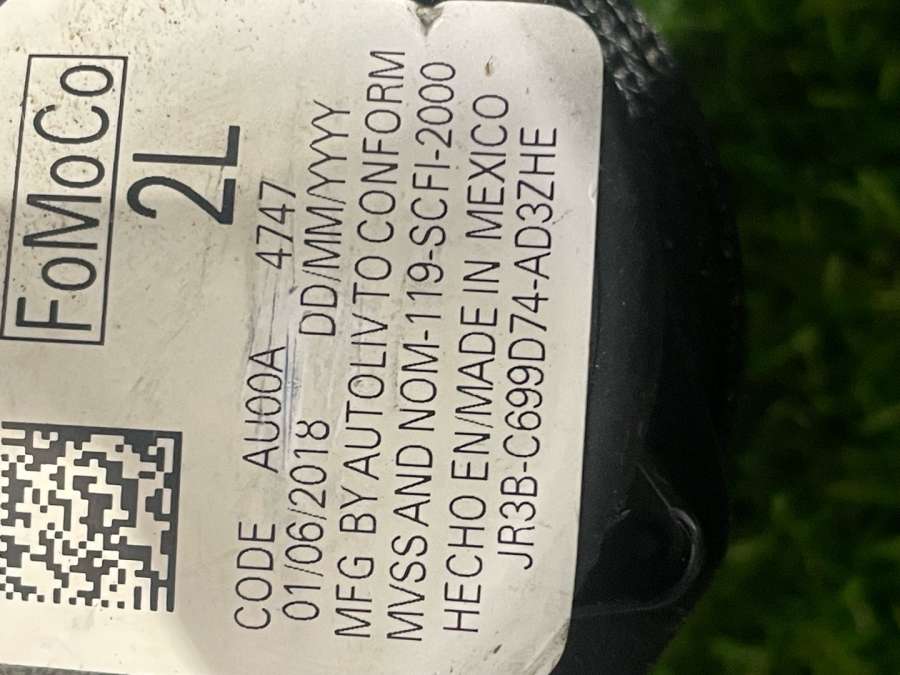 FoMoCo
2L
CODE AU00A 4747
01/06/2018 DD/MM/YYYY
MFG BY AUTOLIV TO CONFORM
MVSS AND NOM-119-SCFI-2000
HECHO EN/MADE IN MEXICO
JR3B-C699D74-AD3ZHE